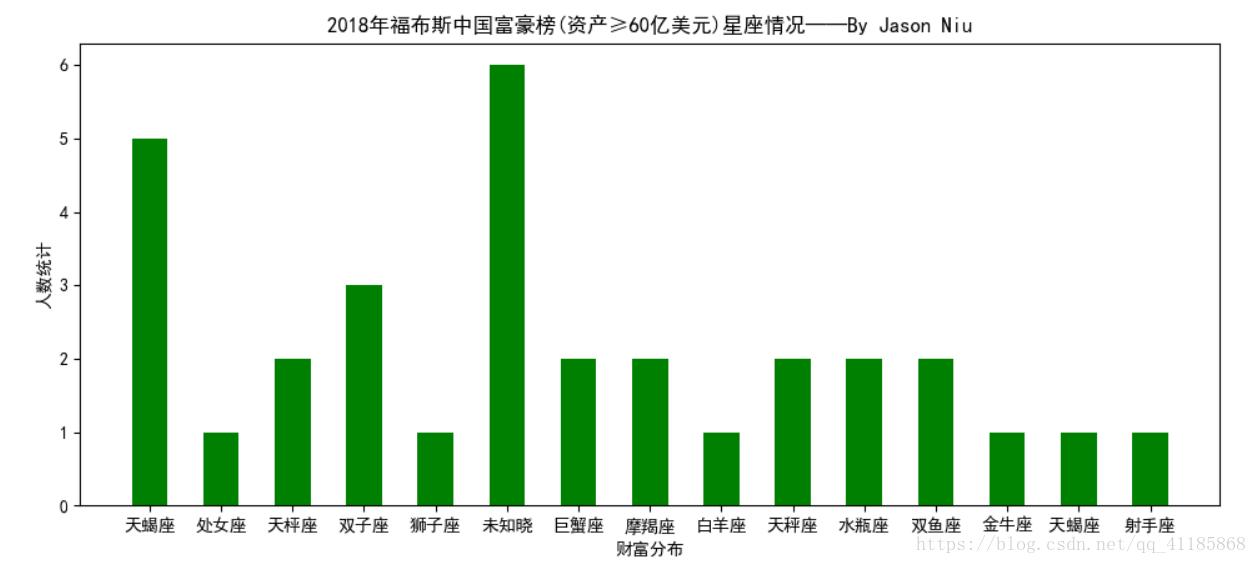 2018年福布斯中国富豪榜(资产≥60亿美元)星座情况——By Jason Niu
人数统计
6
5
4
3
2
1
0
天蝎座 处女座 天枰座 双子座 狮子座 未知晓 巨蟹座 摩羯座 白羊座 天秤座 水瓶座 双鱼座 金牛座 天蝎座 射手座
财富分布
https://blog.csdn.net/qq_41185868